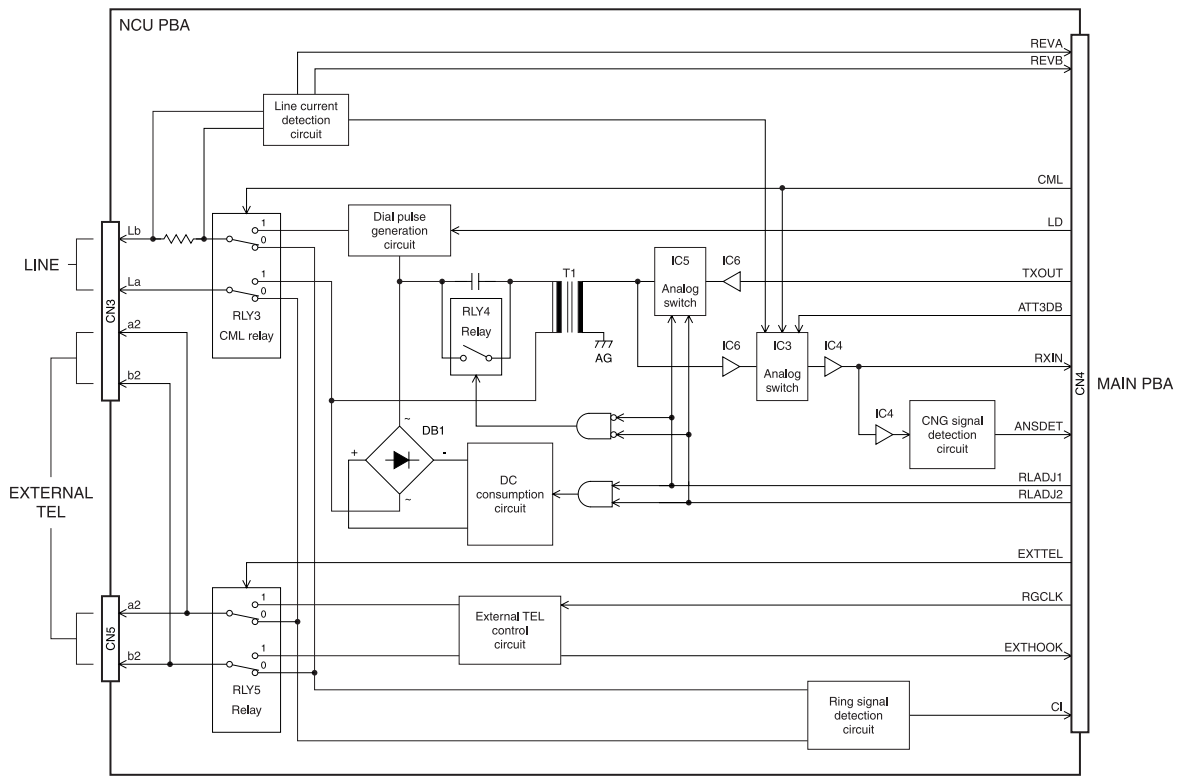 NCU PBA
REVA
REVB
Line current
detection
circuit
CML
Dial pulse
generation
circuit
LD
Lb
1
0
LINE
La
1
0
CN3
RLY3
CML relay
T1
IC5
Analog
switch
IC6
TXOUT
RLY4
Relay
AG
ATT3DB
a2
IC6
IC3
Analog
switch
IC4
RXIN
CN4
MAIN PBA
b2
IC4
CNG signal
detection
circuit
ANSDET
~
DB1
+
-
~
DC
consumption
circuit
RLADJ1
RLADJ2
EXTERNAL
TEL
EXTTEL
a2
1
0
External TEL
control
circuit
RGCLK
CN5
b2
1
0
EXTHOOK
RLY5
Relay
Ring signal
detection
circuit
CI